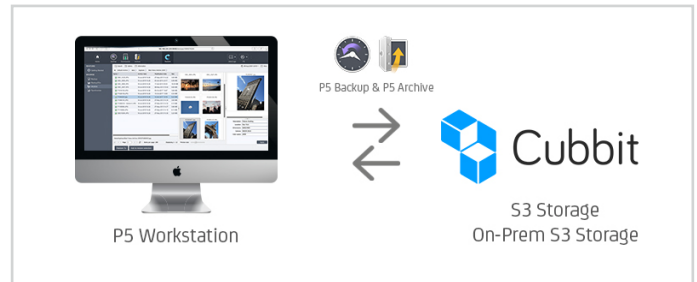 P5 Backup & P5 Archive
Cubbit
P5 Workstation
S3 Storage
On-Prem S3 Storage